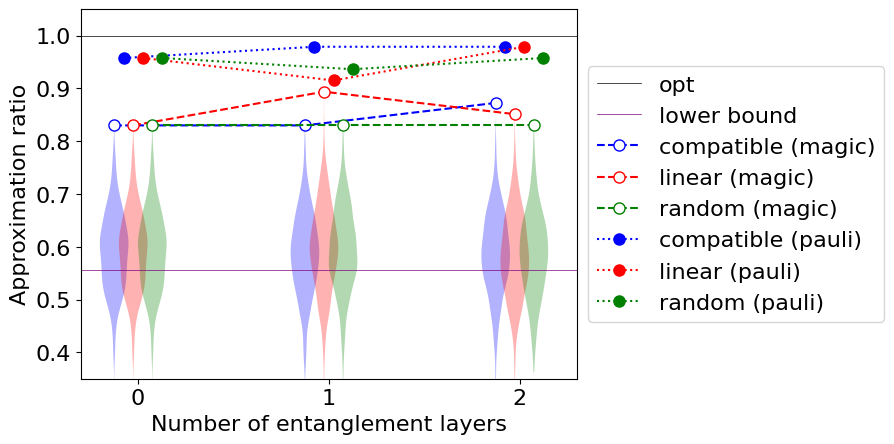 Approximation ratio
1.0
0.9
0.8
0.7
0.6
0.5
0.4
0
1
2
Number of entanglement layers
opt
lower bound
compatible (magic)
linear (magic)
random (magic)
compatible (pauli)
linear (pauli)
random (pauli)